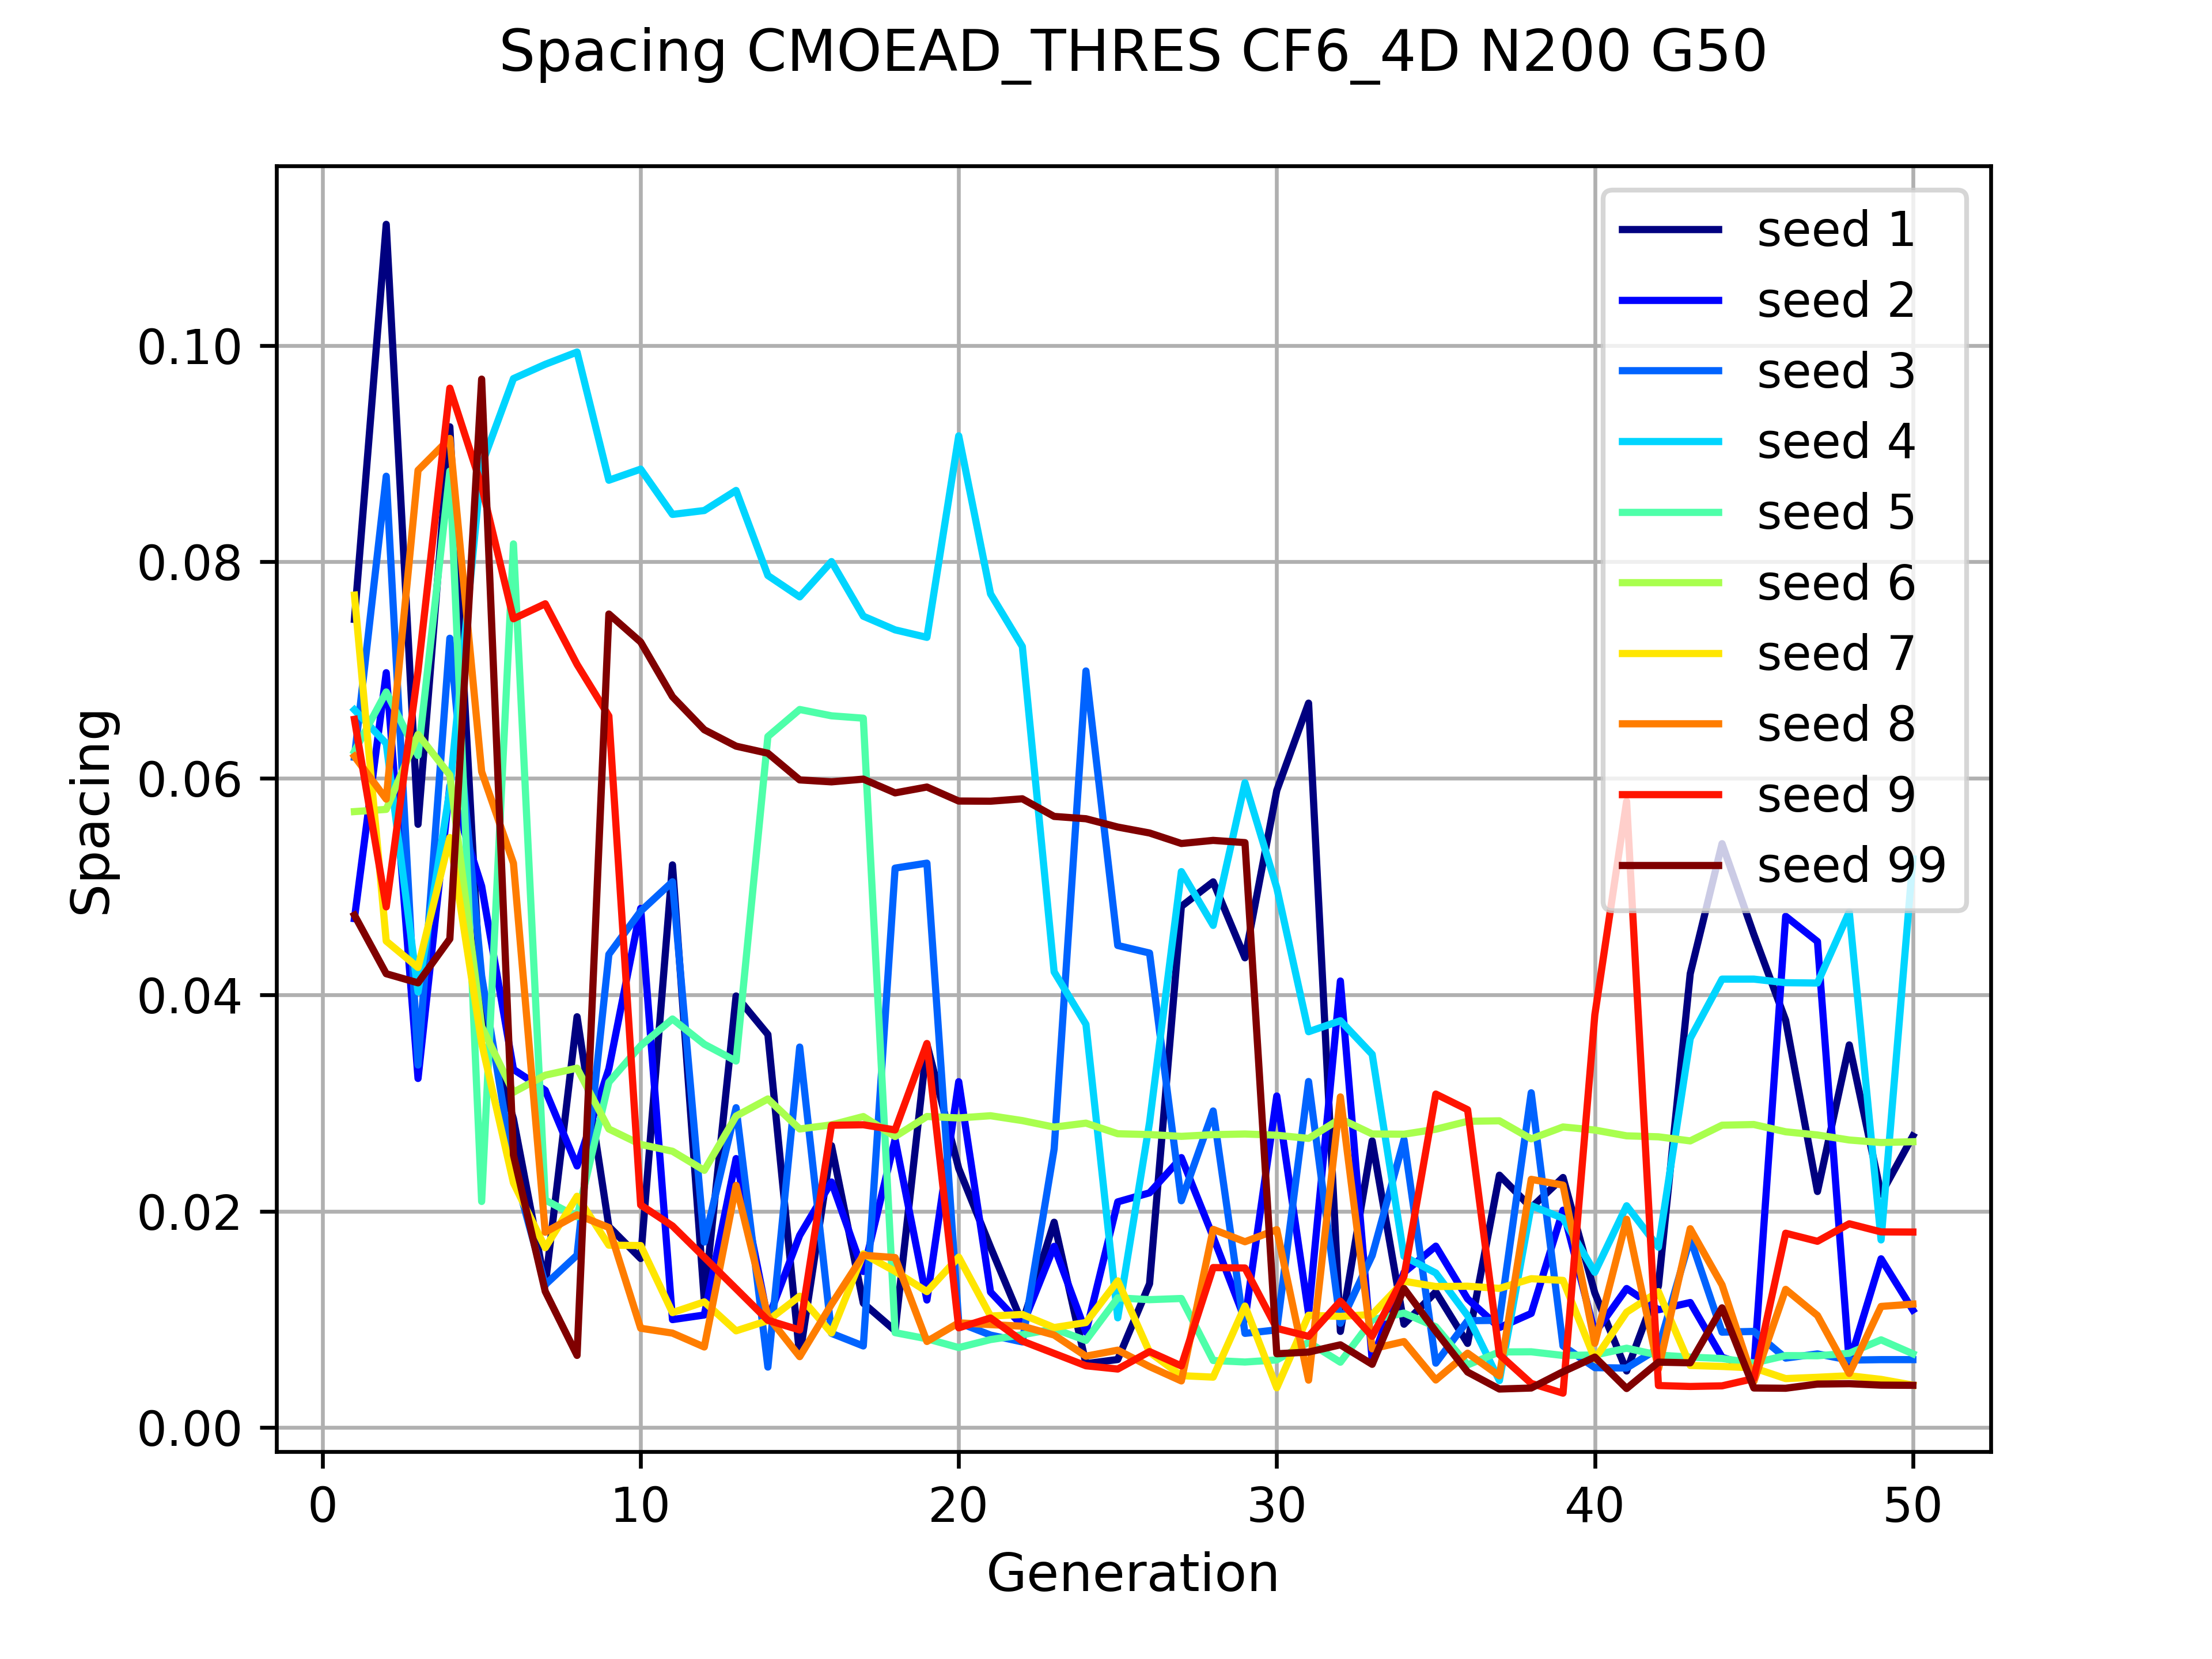 Spacing CMOEAD_THRES CF6_4D N200 G50
seed 1
seed 2
seed 3
seed 4
seed 5
seed 6
seed 7
seed 8
seed 9
seed 99
0.10
0.08
0.06
0.04
0.02
0.00
Spacing
0 10 20 30 40 50
Generation